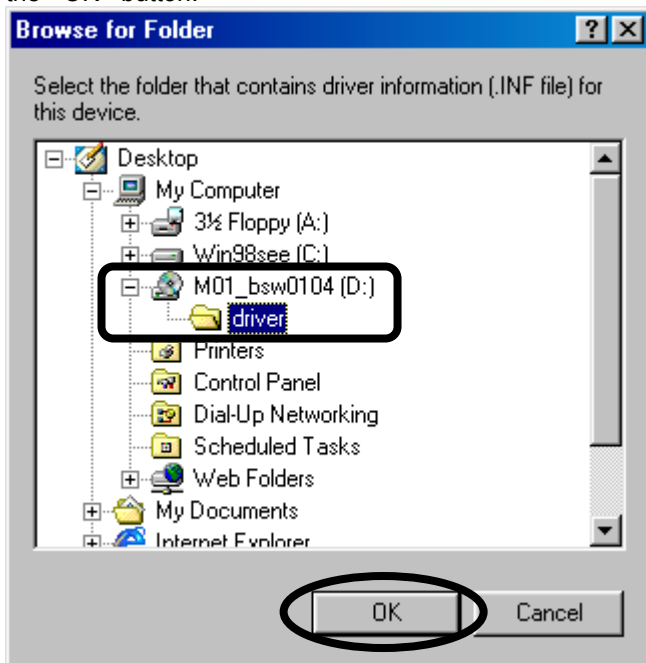 Browse for Folder
Select the folder that contains driver information (.INF file) for
this device.
Desktop
My Computer
3½ Floppy (A:)
Win98see (C:)
M01_bsw0104 (D:)
driver
Printers
Control Panel
Dial-Up Networking
Scheduled Tasks
Web Folders
My Documents
Internet Explorer
OK Cancel